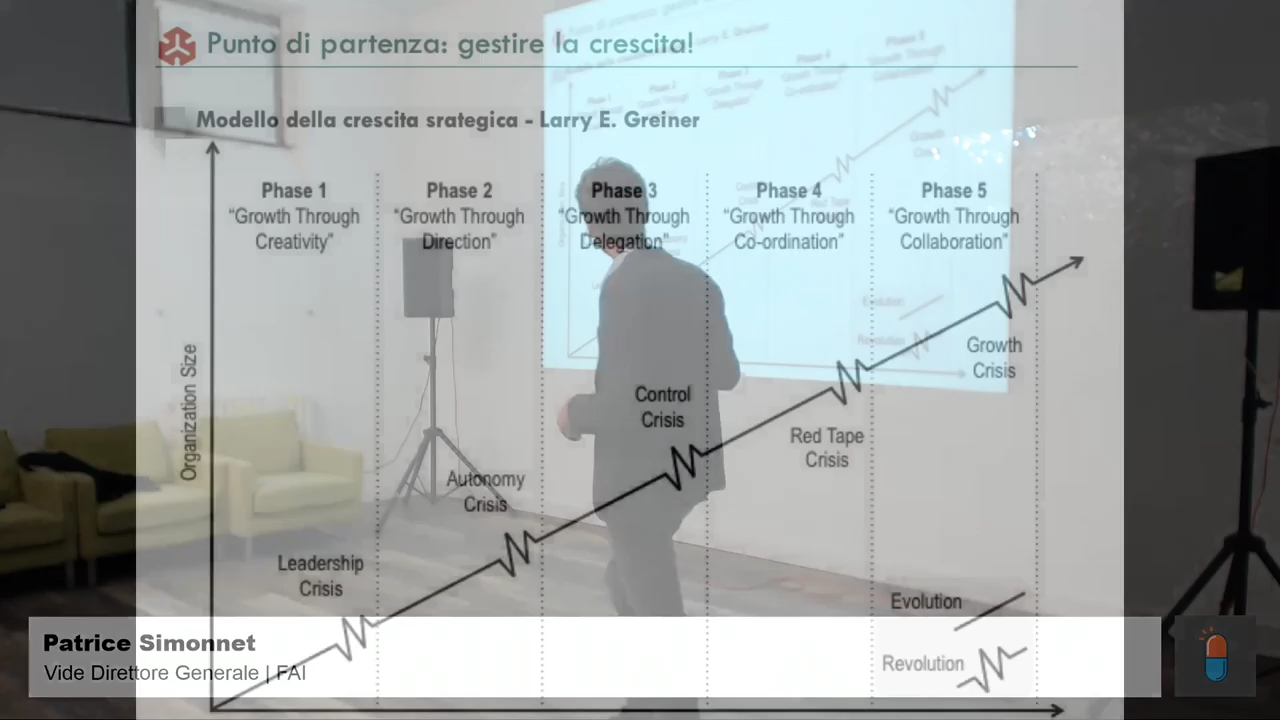 Punto di partenza: gestire la crescita!
Modello della crescita srategica - Larry E. Greiner
Phase 1
"Growth Through
Creativity"
Phase 2
"Growth Through
Direction"
Phase 3
"Growth Through
Delegation"
Phase 4
"Growth Through
Co-ordination"
Phase 5
"Growth Through
Collaboration"
Organization Size
Growth
Crisis
Control
Crisis
Red Tape
Crisis
Autonomy
Crisis
Leadership
Crisis
Evolution
Revolution
Patrice Simonnet
Vide Direttore Generale | FAI